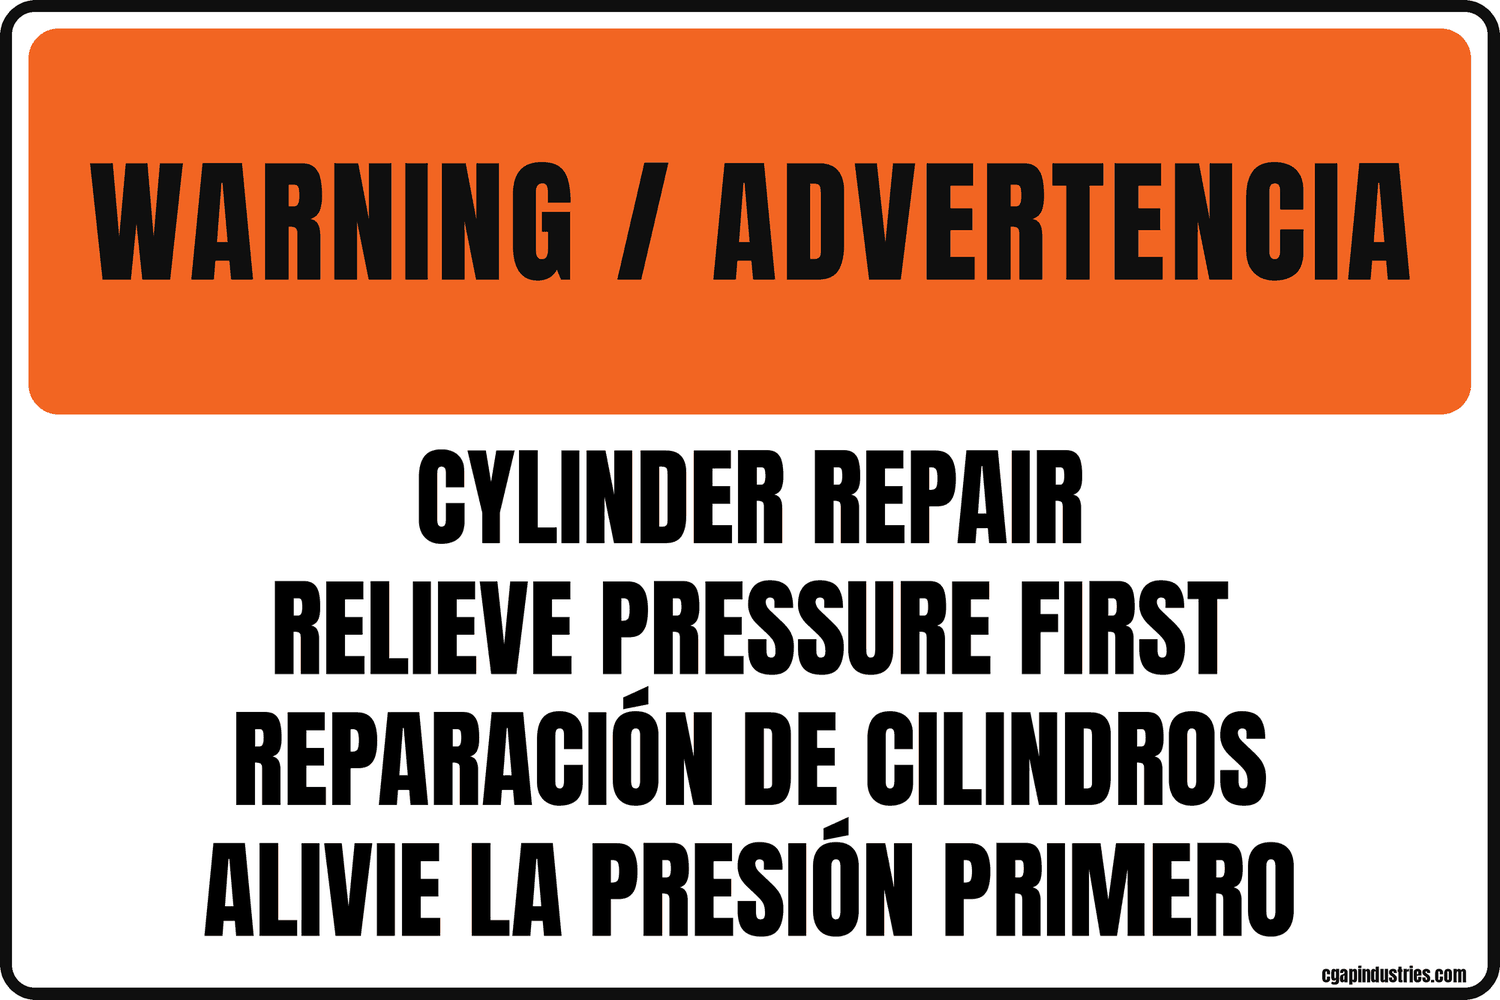 WARNING / ADVERTENCIA
CYLINDER REPAIR
RELIEVE PRESSURE FIRST
REPARACIÓN DE CILINDROS
ALIVIE LA PRESIÓN PRIMERO
cgapindustries.com